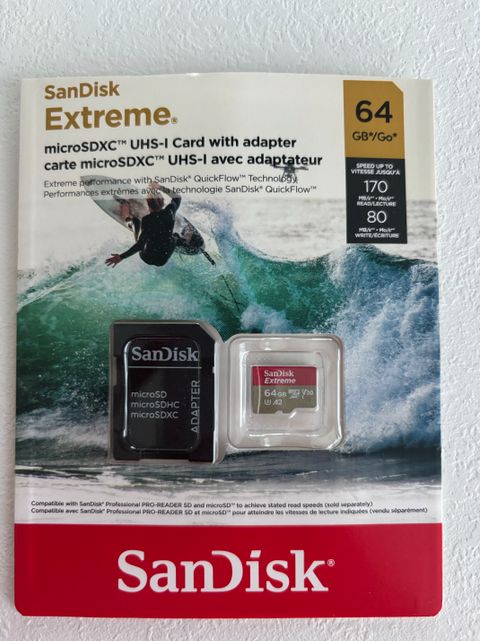 SanDisk
Extreme®
microSDXC™ UHS-I Card with adapter
carte microSDXC™ UHS-I avec adaptateur
Extreme performance with SanDisk® QuickFlow™ Technology
Performances extrêmes avec la technologie SanDisk® QuickFlow™
64
GB*/Go*
SPEED UP TO
VITESSE JUSQU'À
170
MB/s** • Mo/s**
READ/LECTURE
80
MB/s** • Mo/s**
WRITE/ÉCRITURE
SanDisk
microSD
microSDHC
microSDXC
ADAPTER
SanDisk
Extreme
64GB microSD XC I V30
U3 A2
Compatible with SanDisk® Professional PRO-READER SD and microSD™ to achieve stated read speeds (sold separately)
Compatible avec SanDisk® Professional PRO-READER SD et microSD™ pour atteindre les vitesses de lecture indiquées (vendu séparément)
SanDisk®